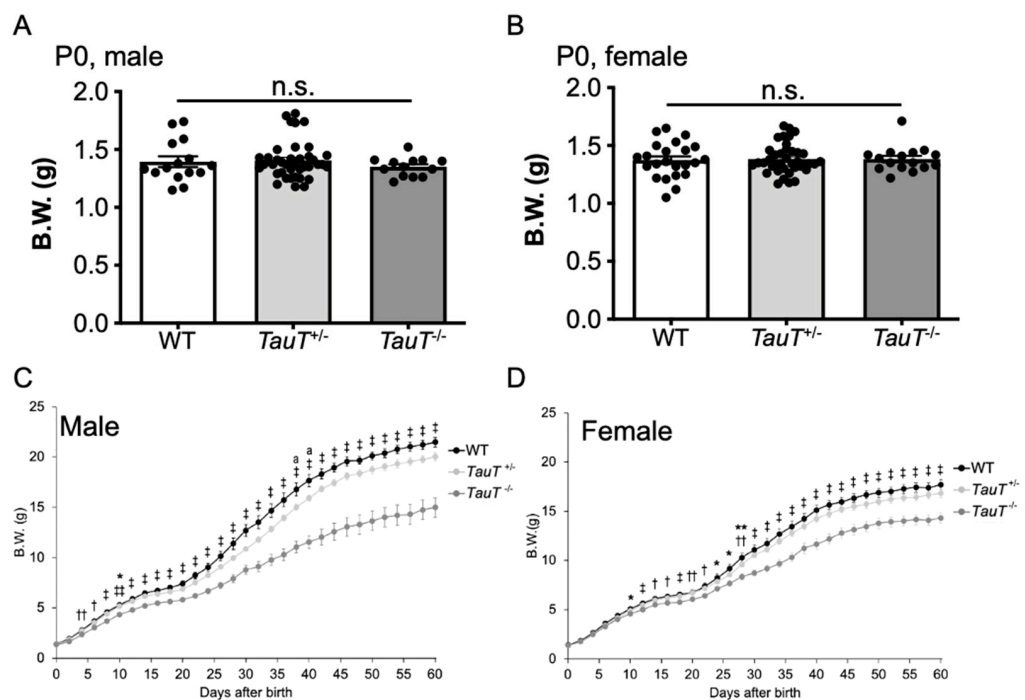 A
P0, male
n.s.
B.W. (g)
2.0
1.5
1.0
0.5
0.0
WT
TauT+/-
TauT-/-
B
P0, female
n.s.
B.W. (g)
2.0
1.5
1.0
0.5
0.0
WT
TauT+/-
TauT-/-
C
Male
B.W. (g)
25
20
15
10
5
0
a a
‡ ‡
*
††
†
‡
‡‡
WT
TauT +/-
TauT -/-
0 5 10 15 20 25 30 35 40 45 50 55 60
Days after birth
D
Female
B.W. (g)
25
20
15
10
5
0
**
††
* ‡ † † ‡ †† † * *
‡ ‡ ‡ ‡ ‡ ‡ ‡ ‡ ‡ ‡ ‡ ‡ ‡ ‡ ‡ ‡
WT
TauT+/-
TauT-/-
0 5 10 15 20 25 30 35 40 45 50 55 60
Days after birth